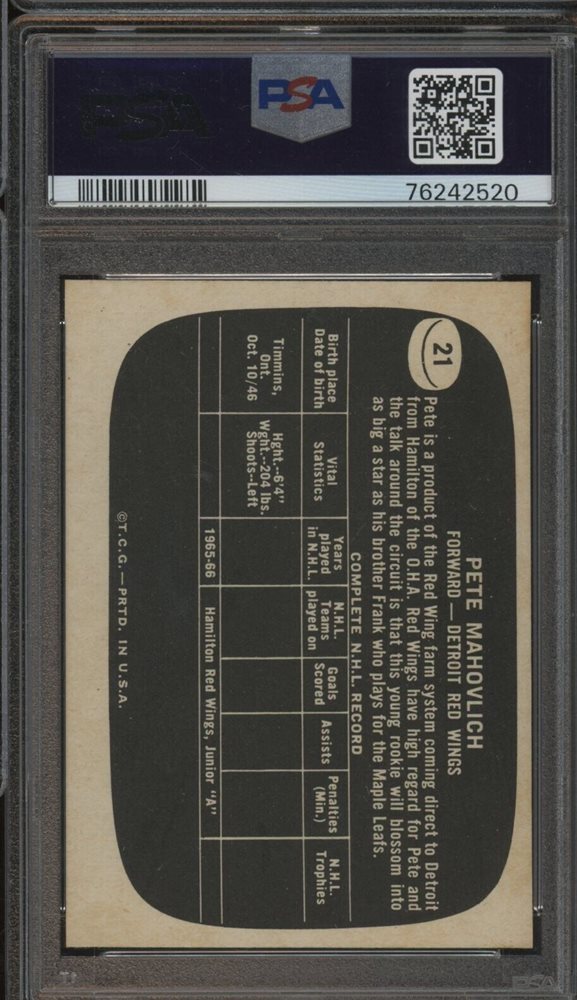 PSA
PSA
76242520
21
PETE MAHOVLICH
FORWARD — DETROIT RED WINGS
Pete is a product of the Red Wing farm system coming direct to Detroit
from Hamilton of the O.H.A. Red Wings have high regard for Pete and
the talk around the circuit is that this young rookie will blossom into
as big a star as his brother Frank who plays for the Maple Leafs.
COMPLETE N.H.L. RECORD
Birth place
Date of birth
Vital
Statistics
Years
played
in N.H.L.
N.H.L.
Teams
played on
Goals
Scored
Assists
Penalties
(Min.)
N.H.L.
Trophies
Timmins,
Ont.
Oct. 10/46
Hght.--6'4"
Wght.--204 lbs.
Shoots--Left
1965-66
Hamilton Red Wings, Junior "A"
©T.C.G.—PRTD. IN U.S.A.
PSA